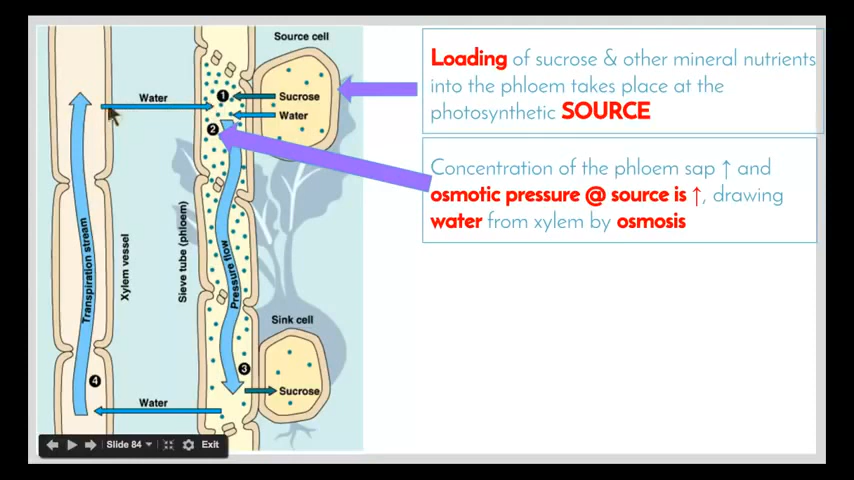 Source cell
Water
1
Sucrose
Water
2
Transpiration stream
Xylem vessel
Sieve tube (phloem)
Pressure flow
Sink cell
3
Sucrose
4
Water
Slide 84
Exit
Loading of sucrose & other mineral nutrients
into the phloem takes place at the
photosynthetic SOURCE
Concentration of the phloem sap ↑ and
osmotic pressure @ source is ↑, drawing
water from xylem by osmosis